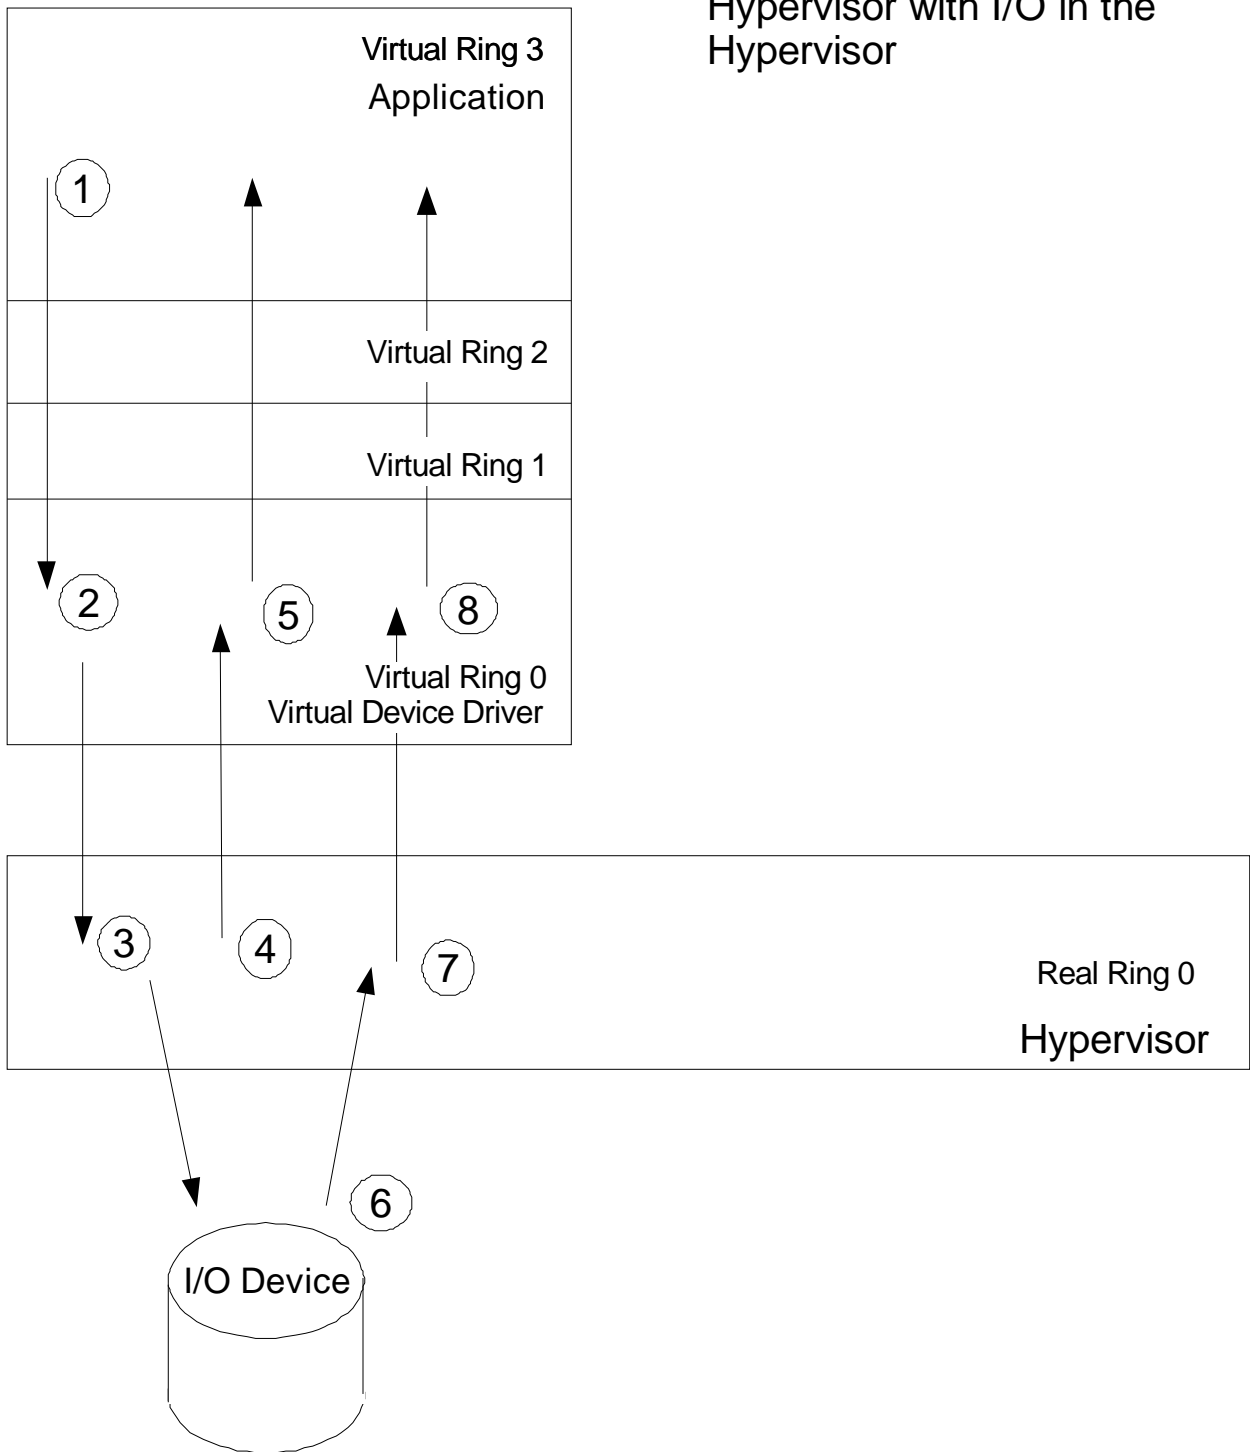 Hypervisor with I/O in the
Hypervisor
Virtual Ring 3
Application
1
Virtual Ring 2
Virtual Ring 1
2
5
8
Virtual Ring 0
Virtual Device Driver
3
4
7
Real Ring 0
Hypervisor
6
I/O Device